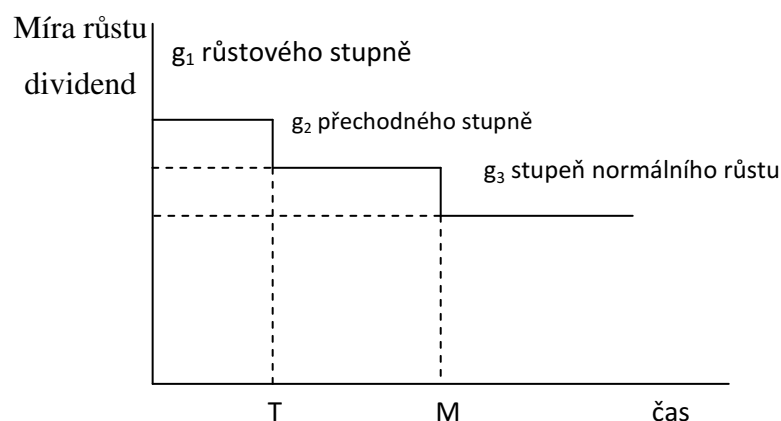 Míra růstu
dividend
g₁ růstového stupně
g₂ přechodného stupně
g₃ stupeň normálního růstu
T M čas